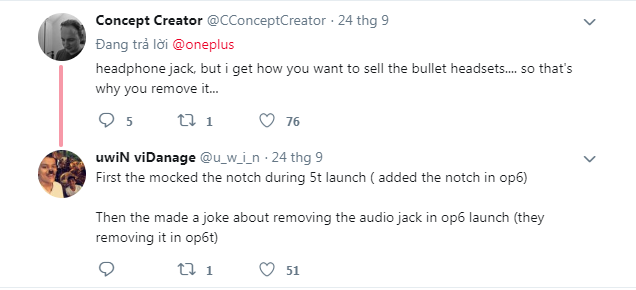 Concept Creator @CConceptCreator · 24 thg 9
Đang trả lời @oneplus
headphone jack, but i get how you want to sell the bullet headsets.... so that's
why you remove it...
5 1 76
uwiN viDanage @u_w_i_n · 24 thg 9
First the mocked the notch during 5t launch ( added the notch in op6)
Then the made a joke about removing the audio jack in op6 launch (they
removing it in op6t)
1 51